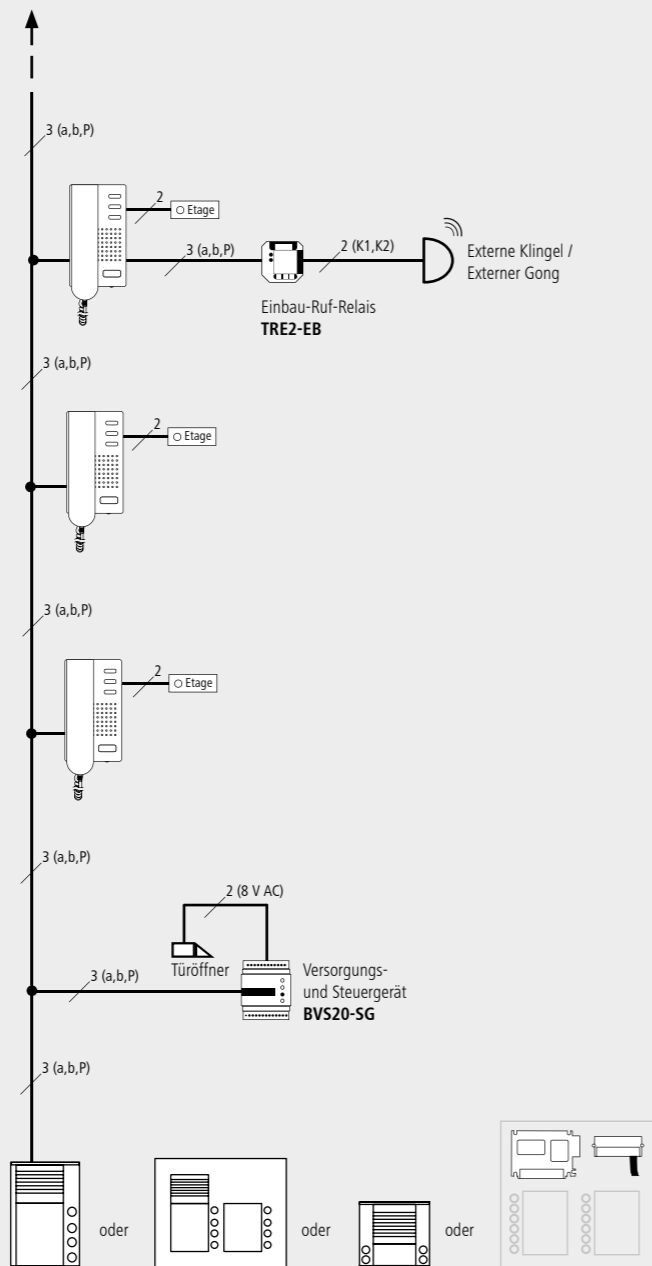 3 (a,b,P)
2
Etage
3 (a,b,P)
2 (K1,K2)
Externe Klingel /
Externer Gong
Einbau-Ruf-Relais
TRE2-EB
3 (a,b,P)
2
Etage
3 (a,b,P)
2
Etage
3 (a,b,P)
2 (8 V AC)
Türöffner
3 (a,b,P)
Versorgungs-
und Steuergerät
BVS20-SG
3 (a,b,P)
oder
oder
oder